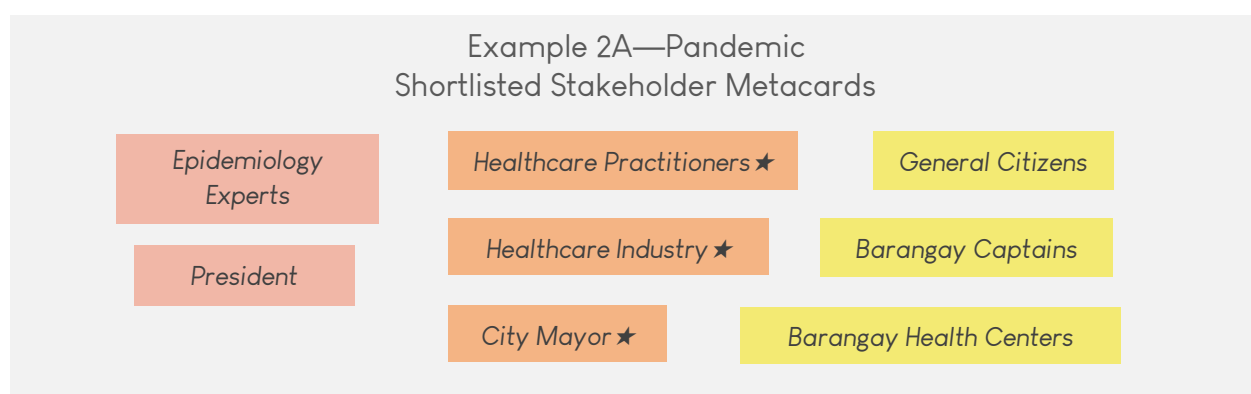 Example 2A—Pandemic
Shortlisted Stakeholder Metacards
Epidemiology
Experts
President
Healthcare Practitioners★
Healthcare Industry★
City Mayor★
General Citizens
Barangay Captains
Barangay Health Centers